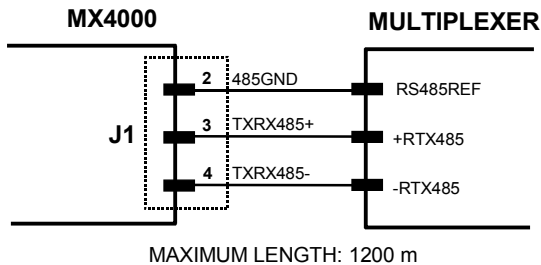 MX4000
MULTIPLEXER
2 485GND RS485REF
J1
3 TXRX485+ +RTX485
4 TXRX485- -RTX485
MAXIMUM LENGTH: 1200 m